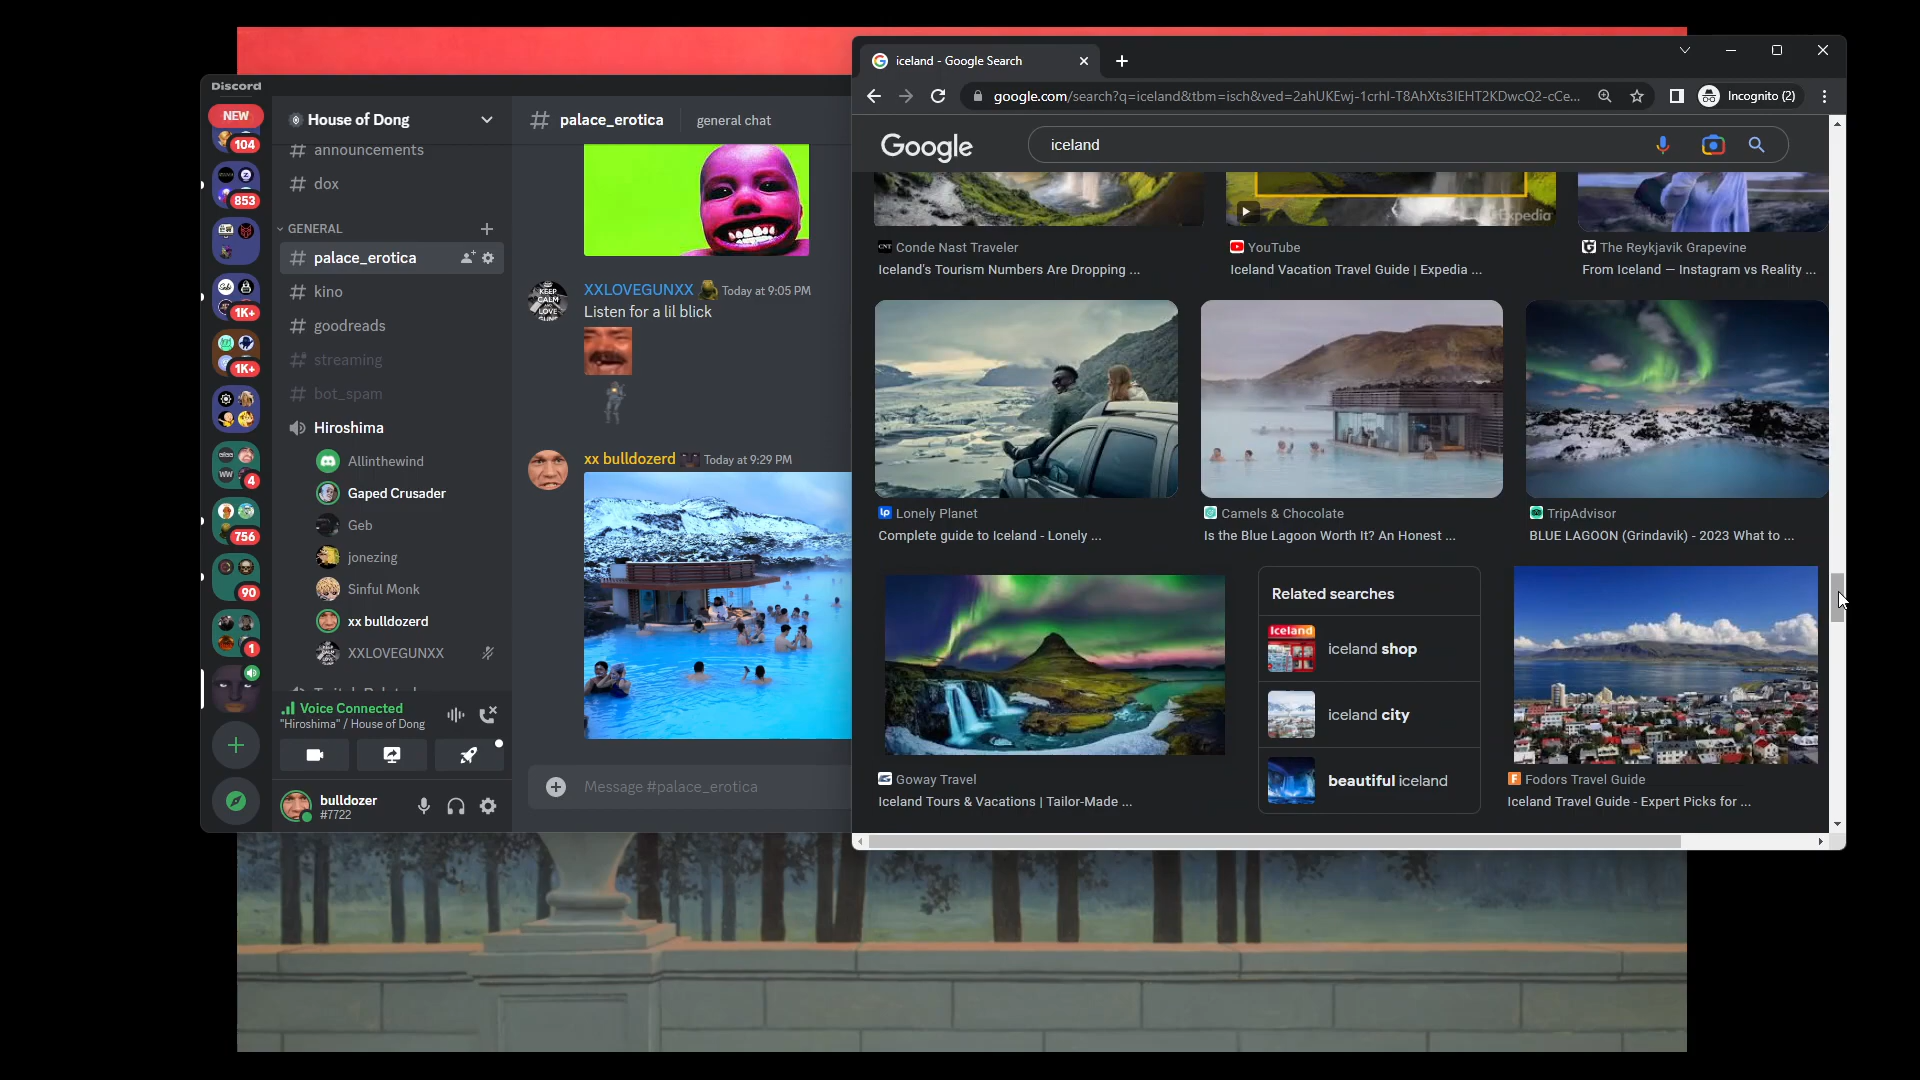 Discord
NEW
104
853
1K+
1K+
4
756
90
1
House of Dong
announcements
dox
GENERAL
palace_erotica
kino
goodreads
streaming
bot_spam
Hiroshima
Allinthewind
Gaped Crusader
Geb
jonezing
Sinful Monk
xx bulldozerd
XXLOVEGUNXX
Voice Connected
"Hiroshima" / House of Dong
bulldozer
#7722
palace_erotica
general chat
KEEP
CALM
AND
LOVE
XXLOVEGUNXX Today at 9:05 PM
Listen for a lil blick
xx bulldozerd Today at 9:29 PM
Message #palace_erotica
iceland - Google Search
google.com/search?q=iceland&tbm=isch&ved=2ahUKEwj-1crhI-T8AhXts3IEHT2KDwcQ2-cCe...
Incognito (2)
Google
iceland
Expedia
Conde Nast Traveler
Iceland's Tourism Numbers Are Dropping ...
YouTube
Iceland Vacation Travel Guide | Expedia ...
The Reykjavik Grapevine
From Iceland — Instagram vs Reality ...
Lonely Planet
Complete guide to Iceland - Lonely ...
Camels & Chocolate
Is the Blue Lagoon Worth It? An Honest ...
TripAdvisor
BLUE LAGOON (Grindavik) - 2023 What to ...
Related searches
Iceland
iceland shop
iceland city
beautiful iceland
Goway Travel
Iceland Tours & Vacations | Tailor-Made ...
Fodors Travel Guide
Iceland Travel Guide - Expert Picks for ...